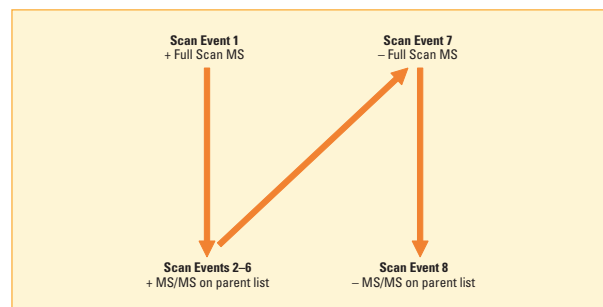 Scan Event 1
+ Full Scan MS
Scan Event 7
– Full Scan MS
Scan Events 2–6
+ MS/MS on parent list
Scan Event 8
– MS/MS on parent list